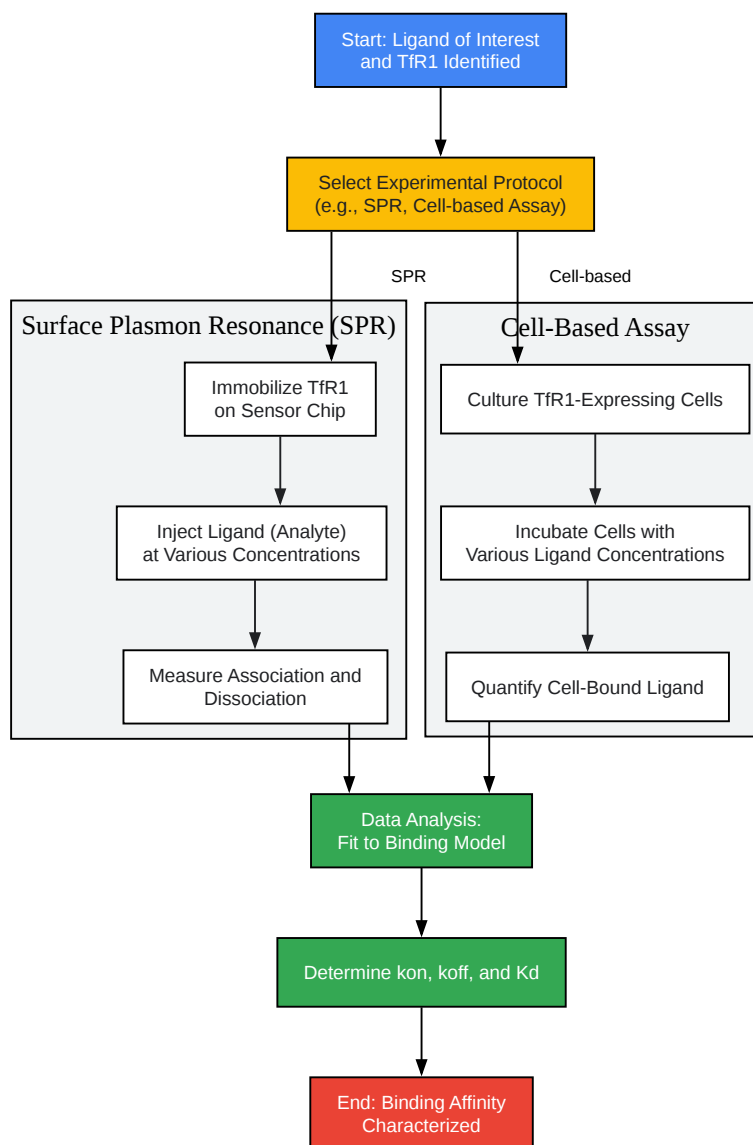 Start: Ligand of Interest
and TfR1 Identified
Select Experimental Protocol
(e.g., SPR, Cell-based Assay)
SPR
Cell-based
Surface Plasmon Resonance (SPR)
Immobilize TfR1
on Sensor Chip
Inject Ligand (Analyte)
at Various Concentrations
Measure Association and
Dissociation
Cell-Based Assay
Culture TfR1-Expressing Cells
Incubate Cells with
Various Ligand Concentrations
Quantify Cell-Bound Ligand
Data Analysis:
Fit to Binding Model
Determine kon, koff, and Kd
End: Binding Affinity
Characterized